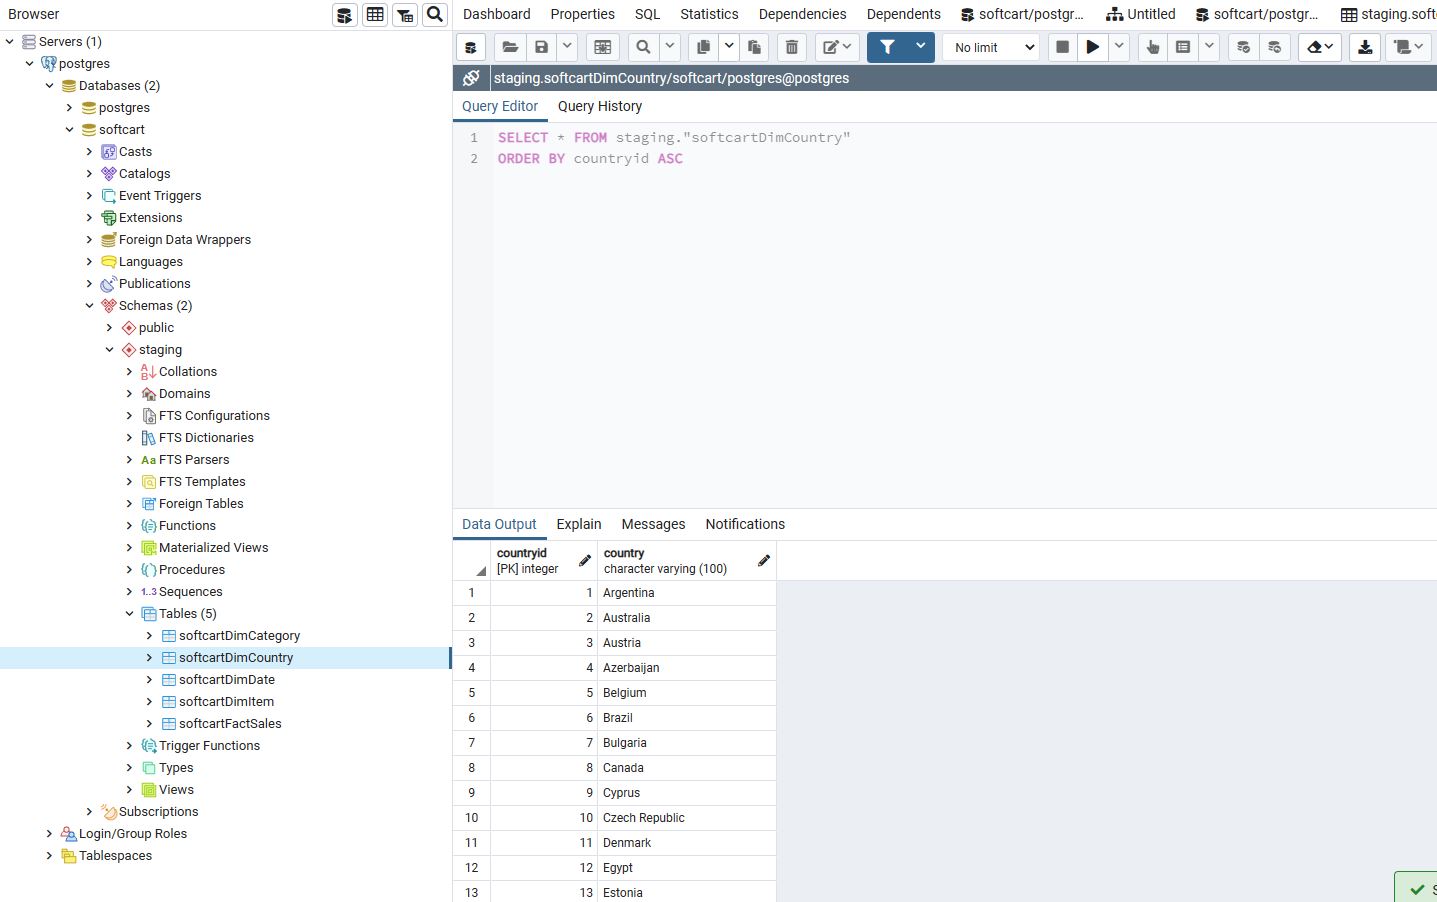 Browser
Servers (1)
postgres
Databases (2)
postgres
softcart
Casts
Catalogs
Event Triggers
Extensions
Foreign Data Wrappers
Languages
Publications
Schemas (2)
public
staging
Collations
Domains
FTS Configurations
FTS Dictionaries
Aa FTS Parsers
FTS Templates
Foreign Tables
Functions
Materialized Views
Procedures
1..3 Sequences
Tables (5)
softcartDimCategory
softcartDimCountry
softcartDimDate
softcartDimItem
softcartFactSales
Trigger Functions
Types
Views
Subscriptions
Login/Group Roles
Tablespaces
Dashboard Properties SQL Statistics Dependencies Dependents softcart/postgr... Untitled softcart/postgr... staging.soft
No limit
staging.softcartDimCountry/softcart/postgres@postgres
Query Editor Query History
1 SELECT * FROM staging."softcartDimCountry"
2 ORDER BY countryid ASC
Data Output Explain Messages Notifications
countryid country
[PK] integer character varying (100)
1 1 Argentina
2 2 Australia
3 3 Austria
4 4 Azerbaijan
5 5 Belgium
6 6 Brazil
7 7 Bulgaria
8 8 Canada
9 9 Cyprus
10 10 Czech Republic
11 11 Denmark
12 12 Egypt
13 13 Estonia